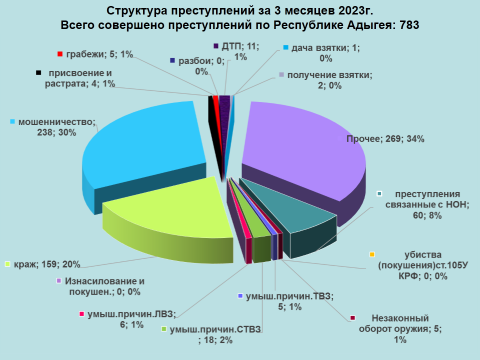 Структура преступлений за 3 месяцев 2023г.
Всего совершено преступлений по Республике Адыгея: 783
грабежи; 5; 1%
ДТП; 11;
1%
дача взятки; 1;
0%
разбои; 0;
0%
присвоение и
растрата; 4; 1%
получение взятки;
2; 0%
мошенничество;
238; 30%
Прочее; 269; 34%
преступления
связанные с НОН;
60; 8%
краж; 159; 20%
убиства
(покушения)ст.105У
КРФ; 0; 0%
Изнасилование и
покушен.; 0; 0%
умыш.причин.ТВЗ;
5; 1%
умыш.причин.ЛВЗ;
6; 1%
Незаконный
оборот оружия; 5;
1%
умыш.причин.СТВЗ
; 18; 2%